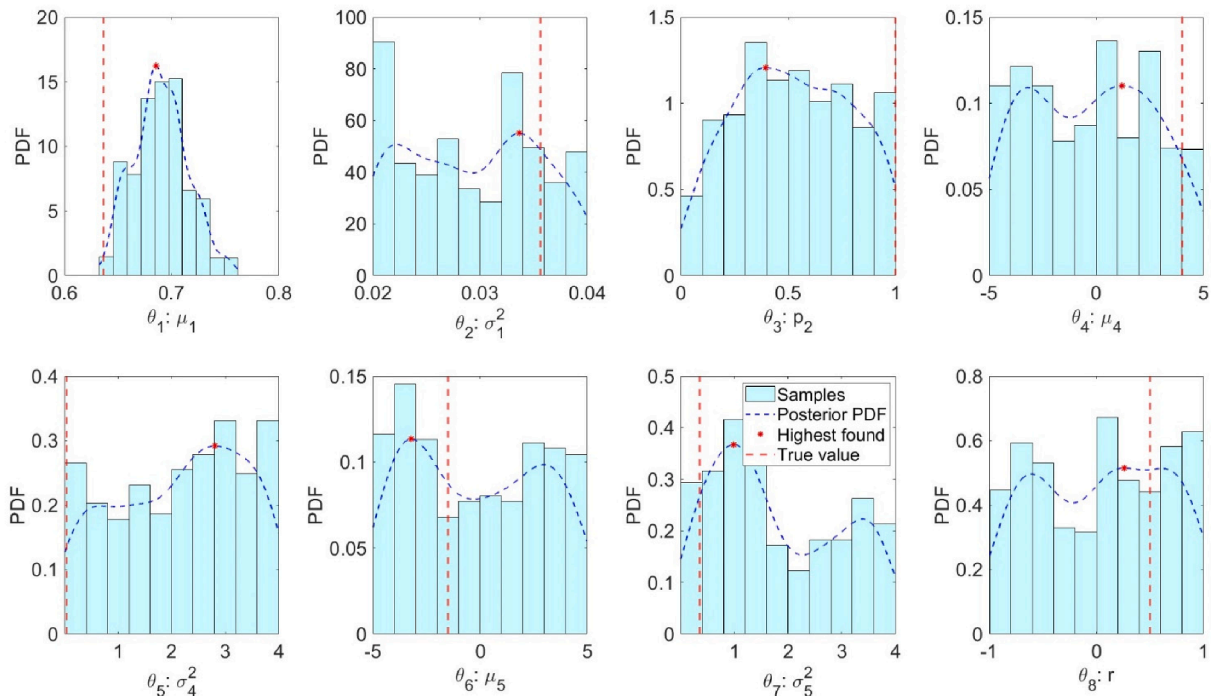 20
15
10
5
0
PDF
0.6 0.7 0.8
θ₁: μ₁
100
80
60
40
20
0
PDF
0.02 0.03 0.04
θ₂: σ₁²
1.5
1
0.5
0
PDF
0 0.5 1
θ₃: p₂
0.15
0.1
0.05
0
PDF
-5 0 5
θ₄: μ₄
0.4
0.3
0.2
0.1
0
PDF
1 2 3 4
θ₅: σ₄²
0.15
0.1
0.05
0
PDF
-5 0 5
θ₆: μ₅
0.5
0.4
0.3
0.2
0.1
0
PDF
Samples
Posterior PDF
Highest found
True value
1 2 3 4
θ₇: σ₅²
0.8
0.6
0.4
0.2
0
PDF
-1 0 1
θ₈: r